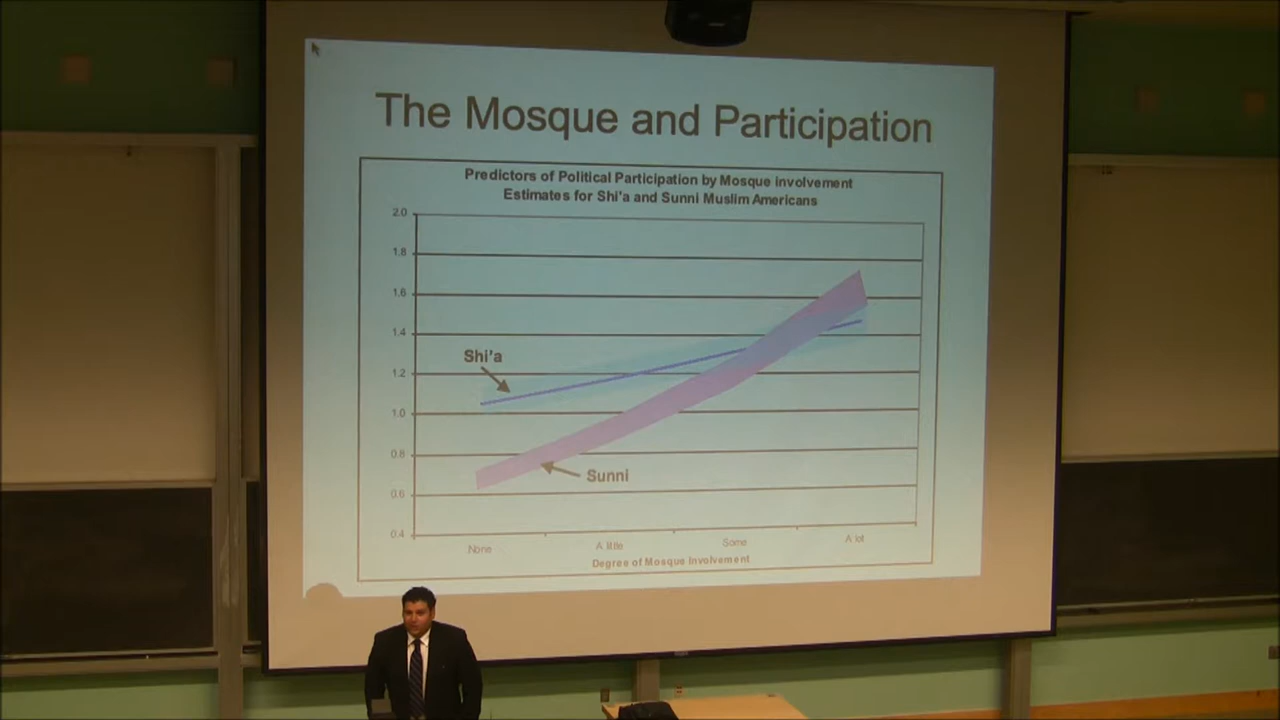 The Mosque and Participation
Predictors of Political Participation by Mosque involvement
Estimates for Shi'a and Sunni Muslim Americans
2.0
1.8
1.6
1.4
Shi'a
1.2
1.0
0.8
Sunni
0.6
0.4
None
A little
Some
A lot
Degree of Mosque Involvement